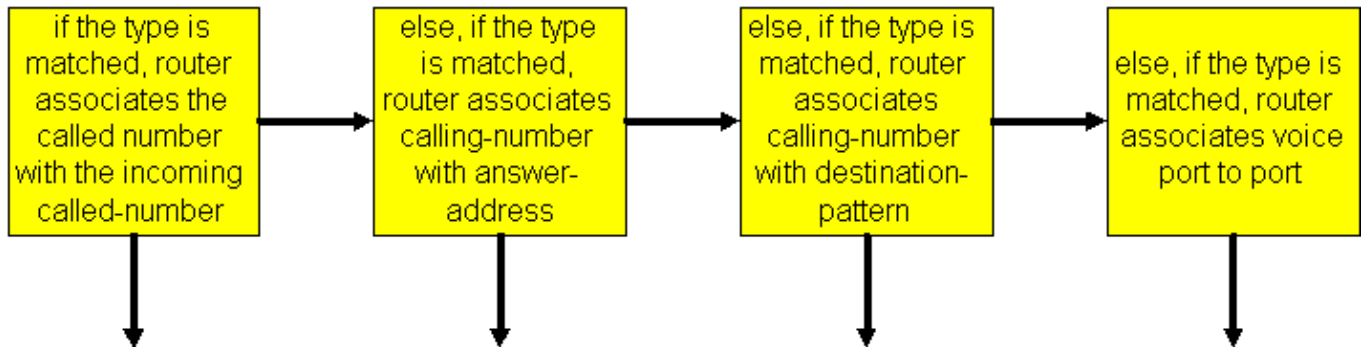 if the type is
matched, router
associates the
called number
with the incoming
called-number
else, if the type
is matched,
router associates
calling-number
with answer-
address
else, if the type is
matched, router
associates
calling-number
with destination-
pattern
else, if the type is
matched, router
associates voice
port to port